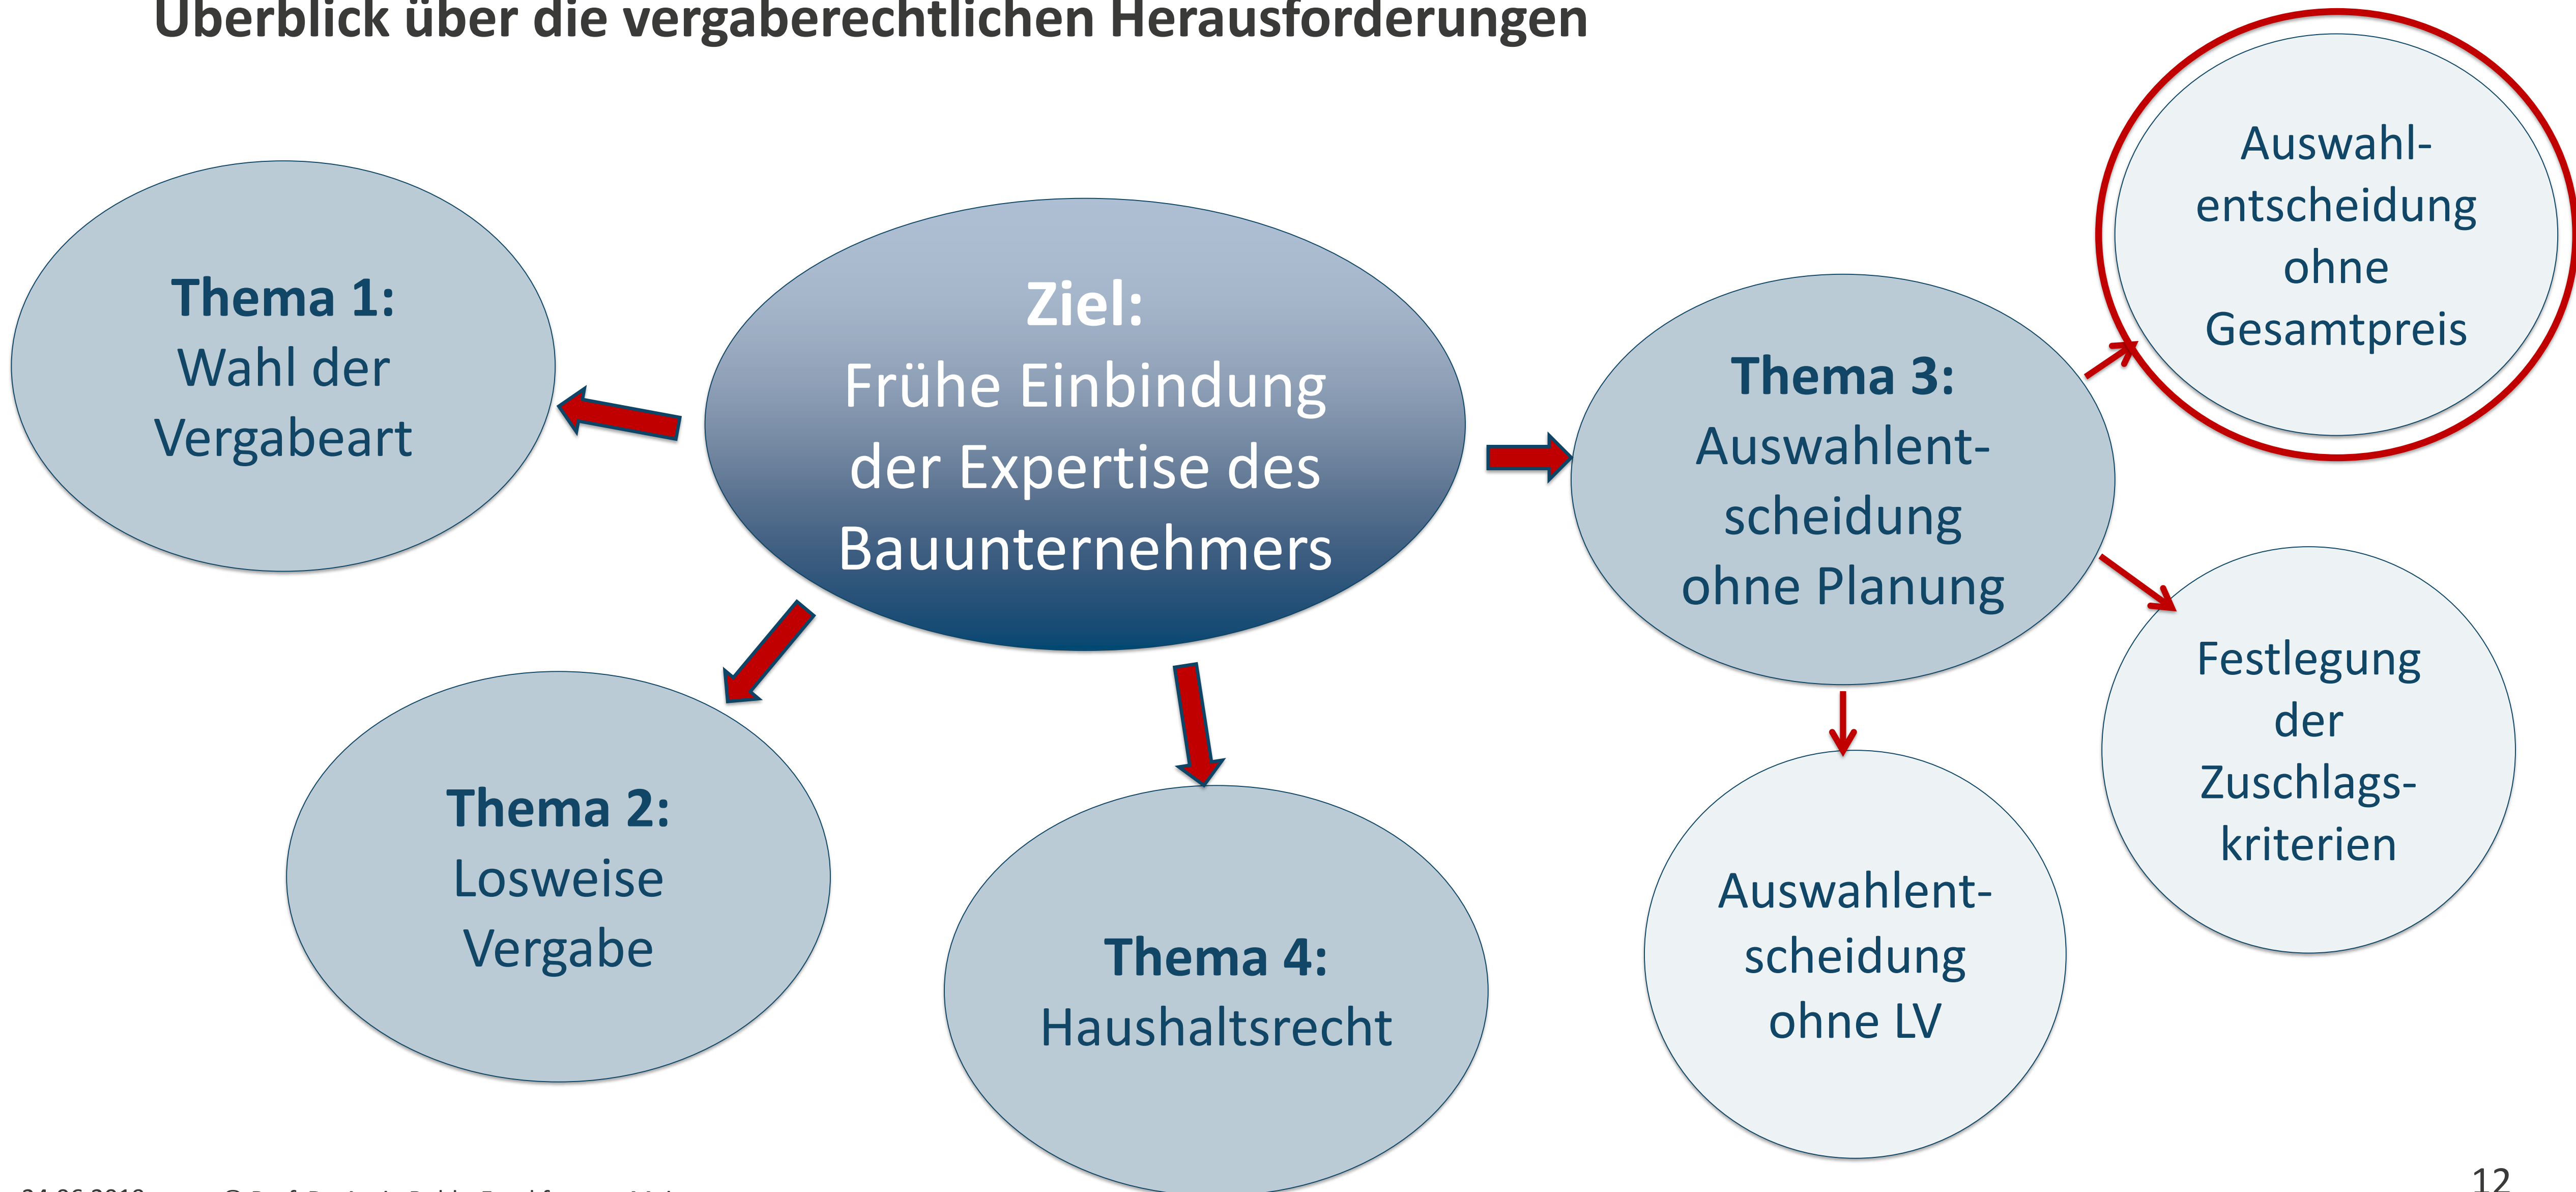 Überblick über die vergaberechtlichen Herausforderungen
Thema 1:
Wahl der
Vergabeart
Ziel:
Frühe Einbindung
der Expertise des
Bauunternehmers
Thema 2:
Losweise
Vergabe
Thema 4:
Haushaltsrecht
Thema 3:
Auswahlent-
scheidung
ohne Planung
Auswahl-
entscheidung
ohne
Gesamtpreis
Festlegung
der
Zuschlags-
kriterien
Auswahlent-
scheidung
ohne LV
12